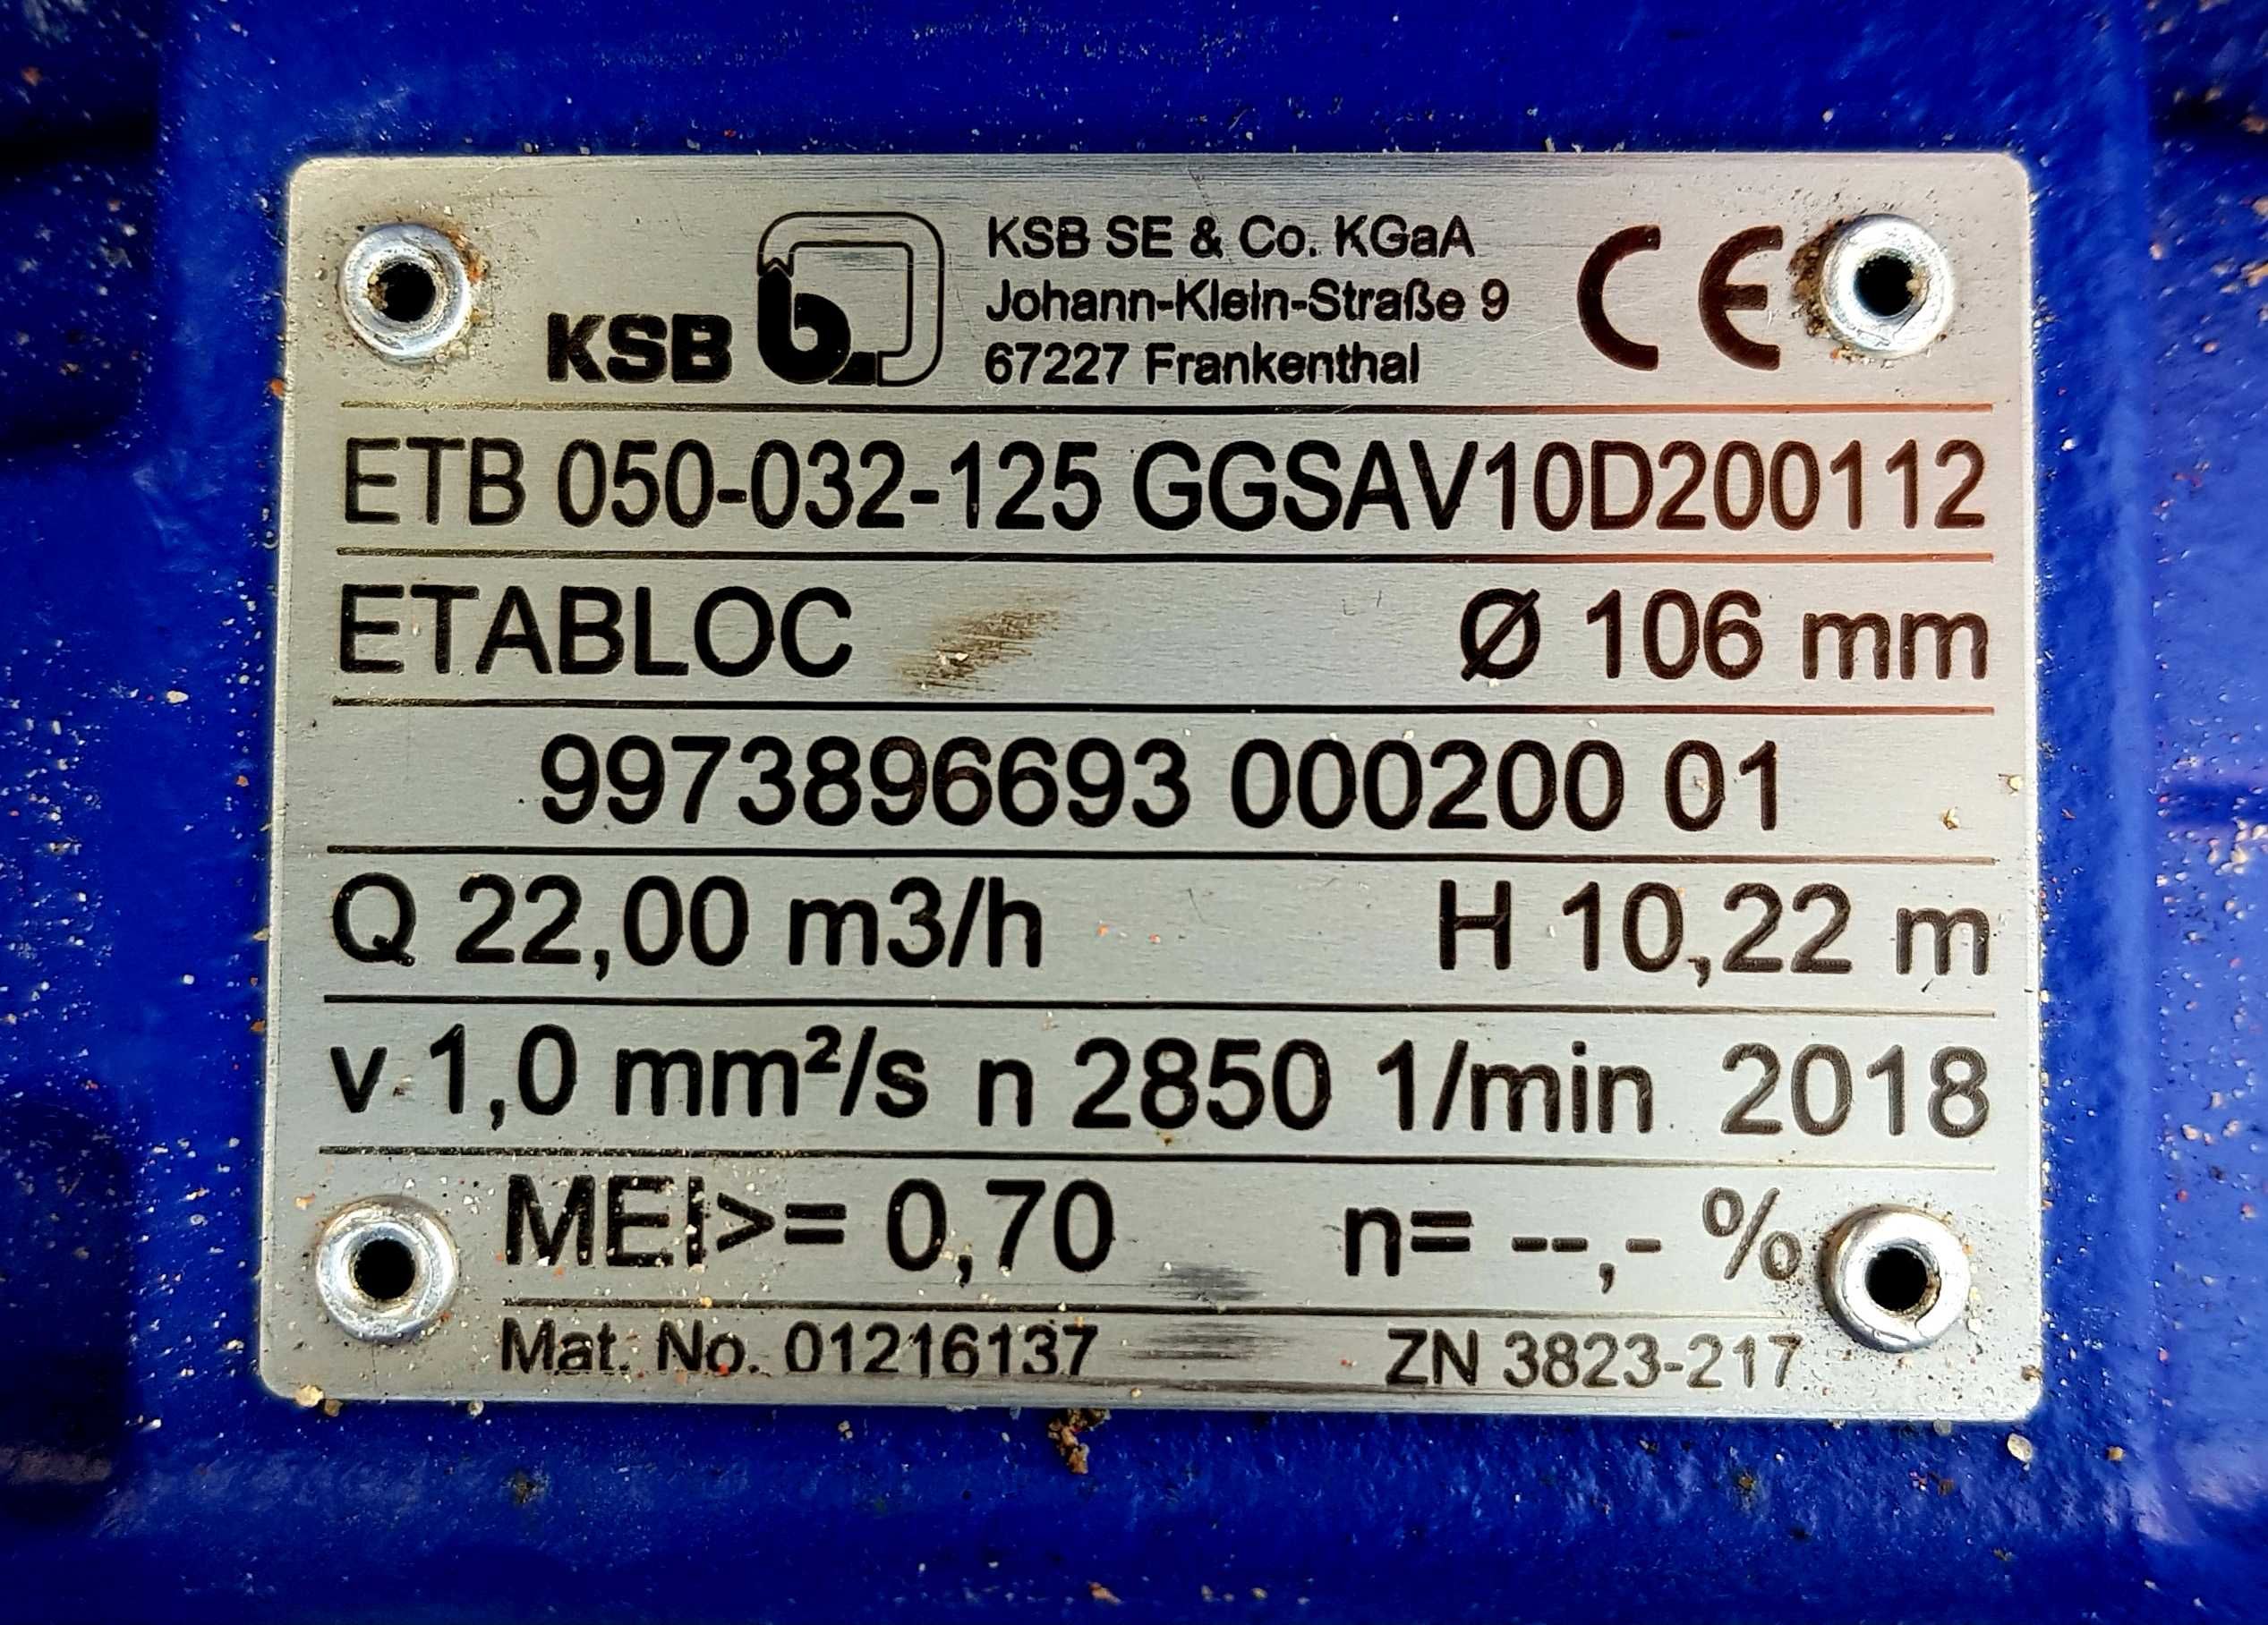 KSB b
KSB SE & Co. KGaA
Johann-Klein-Straße 9
67227 Frankenthal
CE
ETB 050-032-125 GGSAV10D200112
ETABLOC Ø 106 mm
9973896693 000200 01
Q 22,00 m3/h H 10,22 m
v 1,0 mm²/s n 2850 1/min 2018
MEI>= 0,70 n= --,- %
Mat. No. 01216137 ZN 3823-217